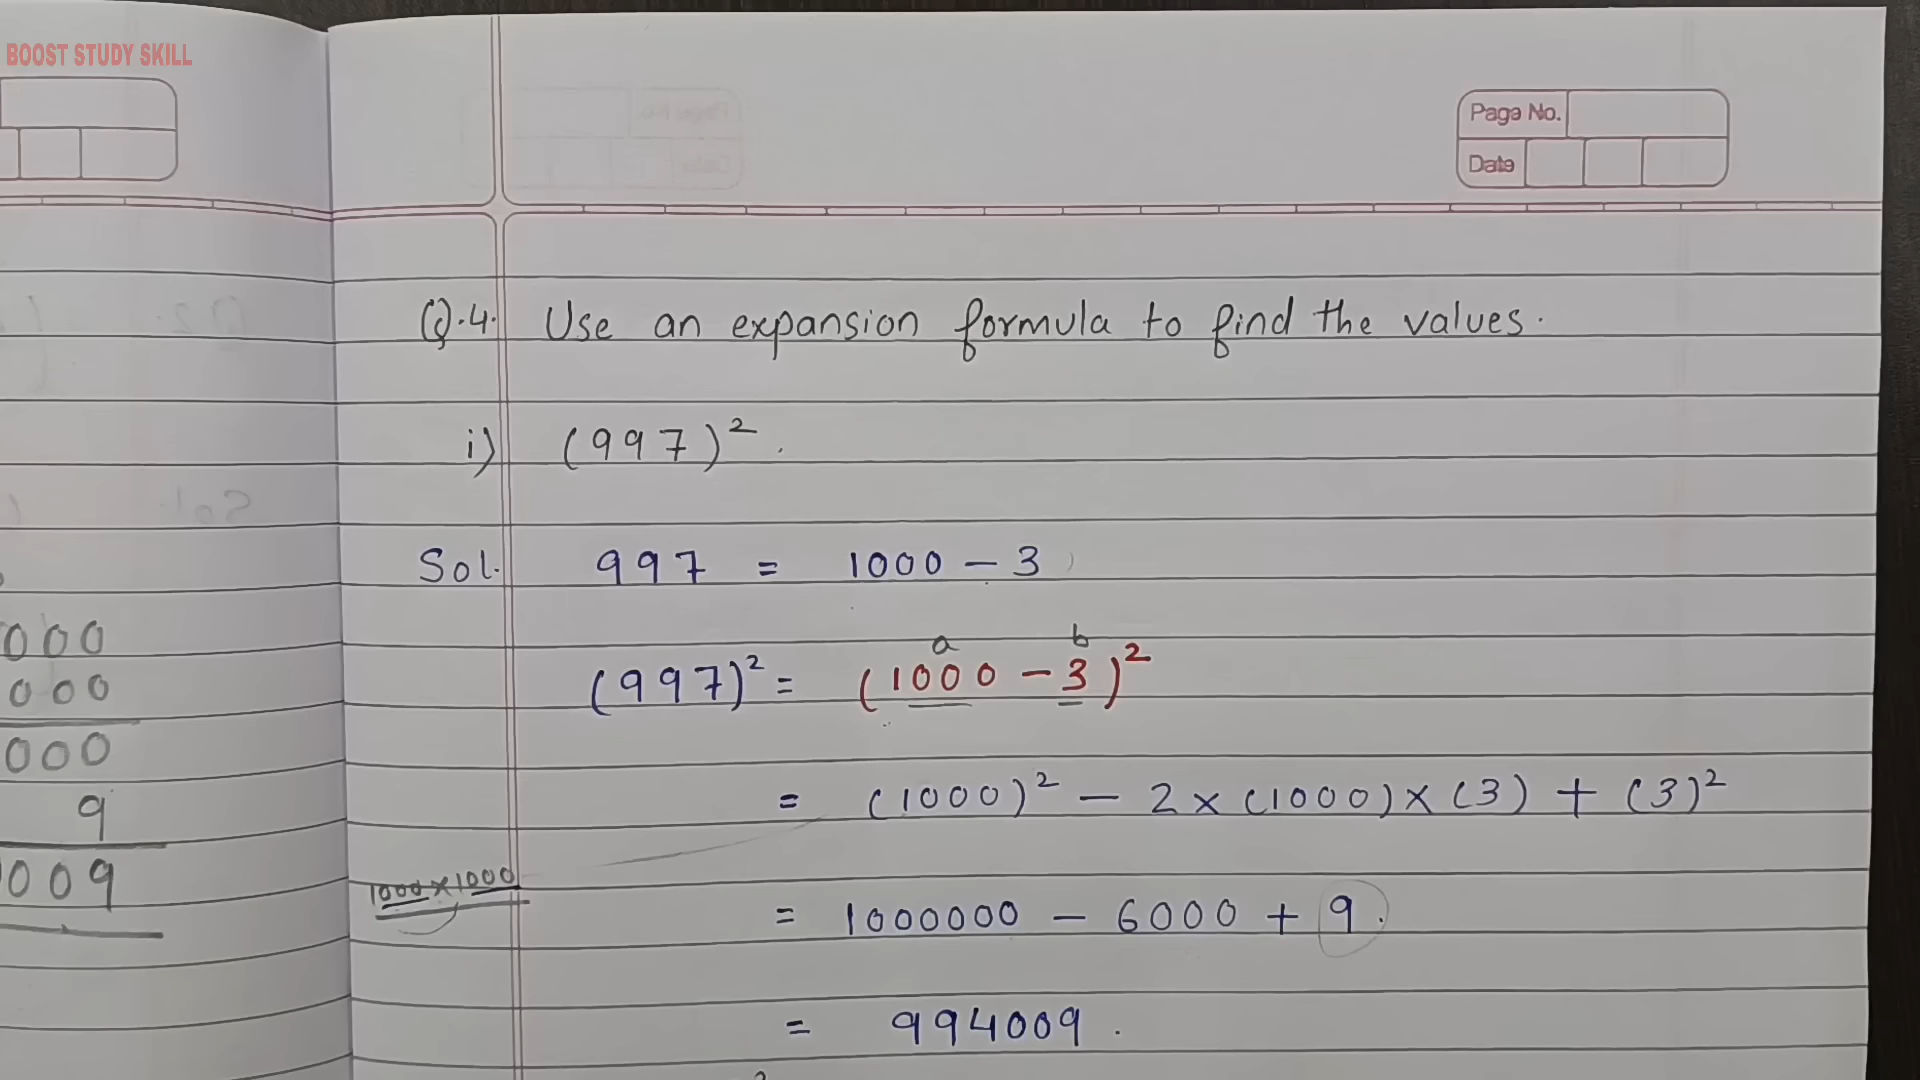 BOOST STUDY SKILL
Page No.
Date
Q.4. Use an expansion formula to find the values.
i) (997)².
Sol. 997 = 1000 - 3
a b
(997)² = (1000 - 3)²
= (1000)² - 2 × (1000) × (3) + (3)²
1000 × 1000
= 1000000 - 6000 + 9.
= 994009.
000
000
000
9
009